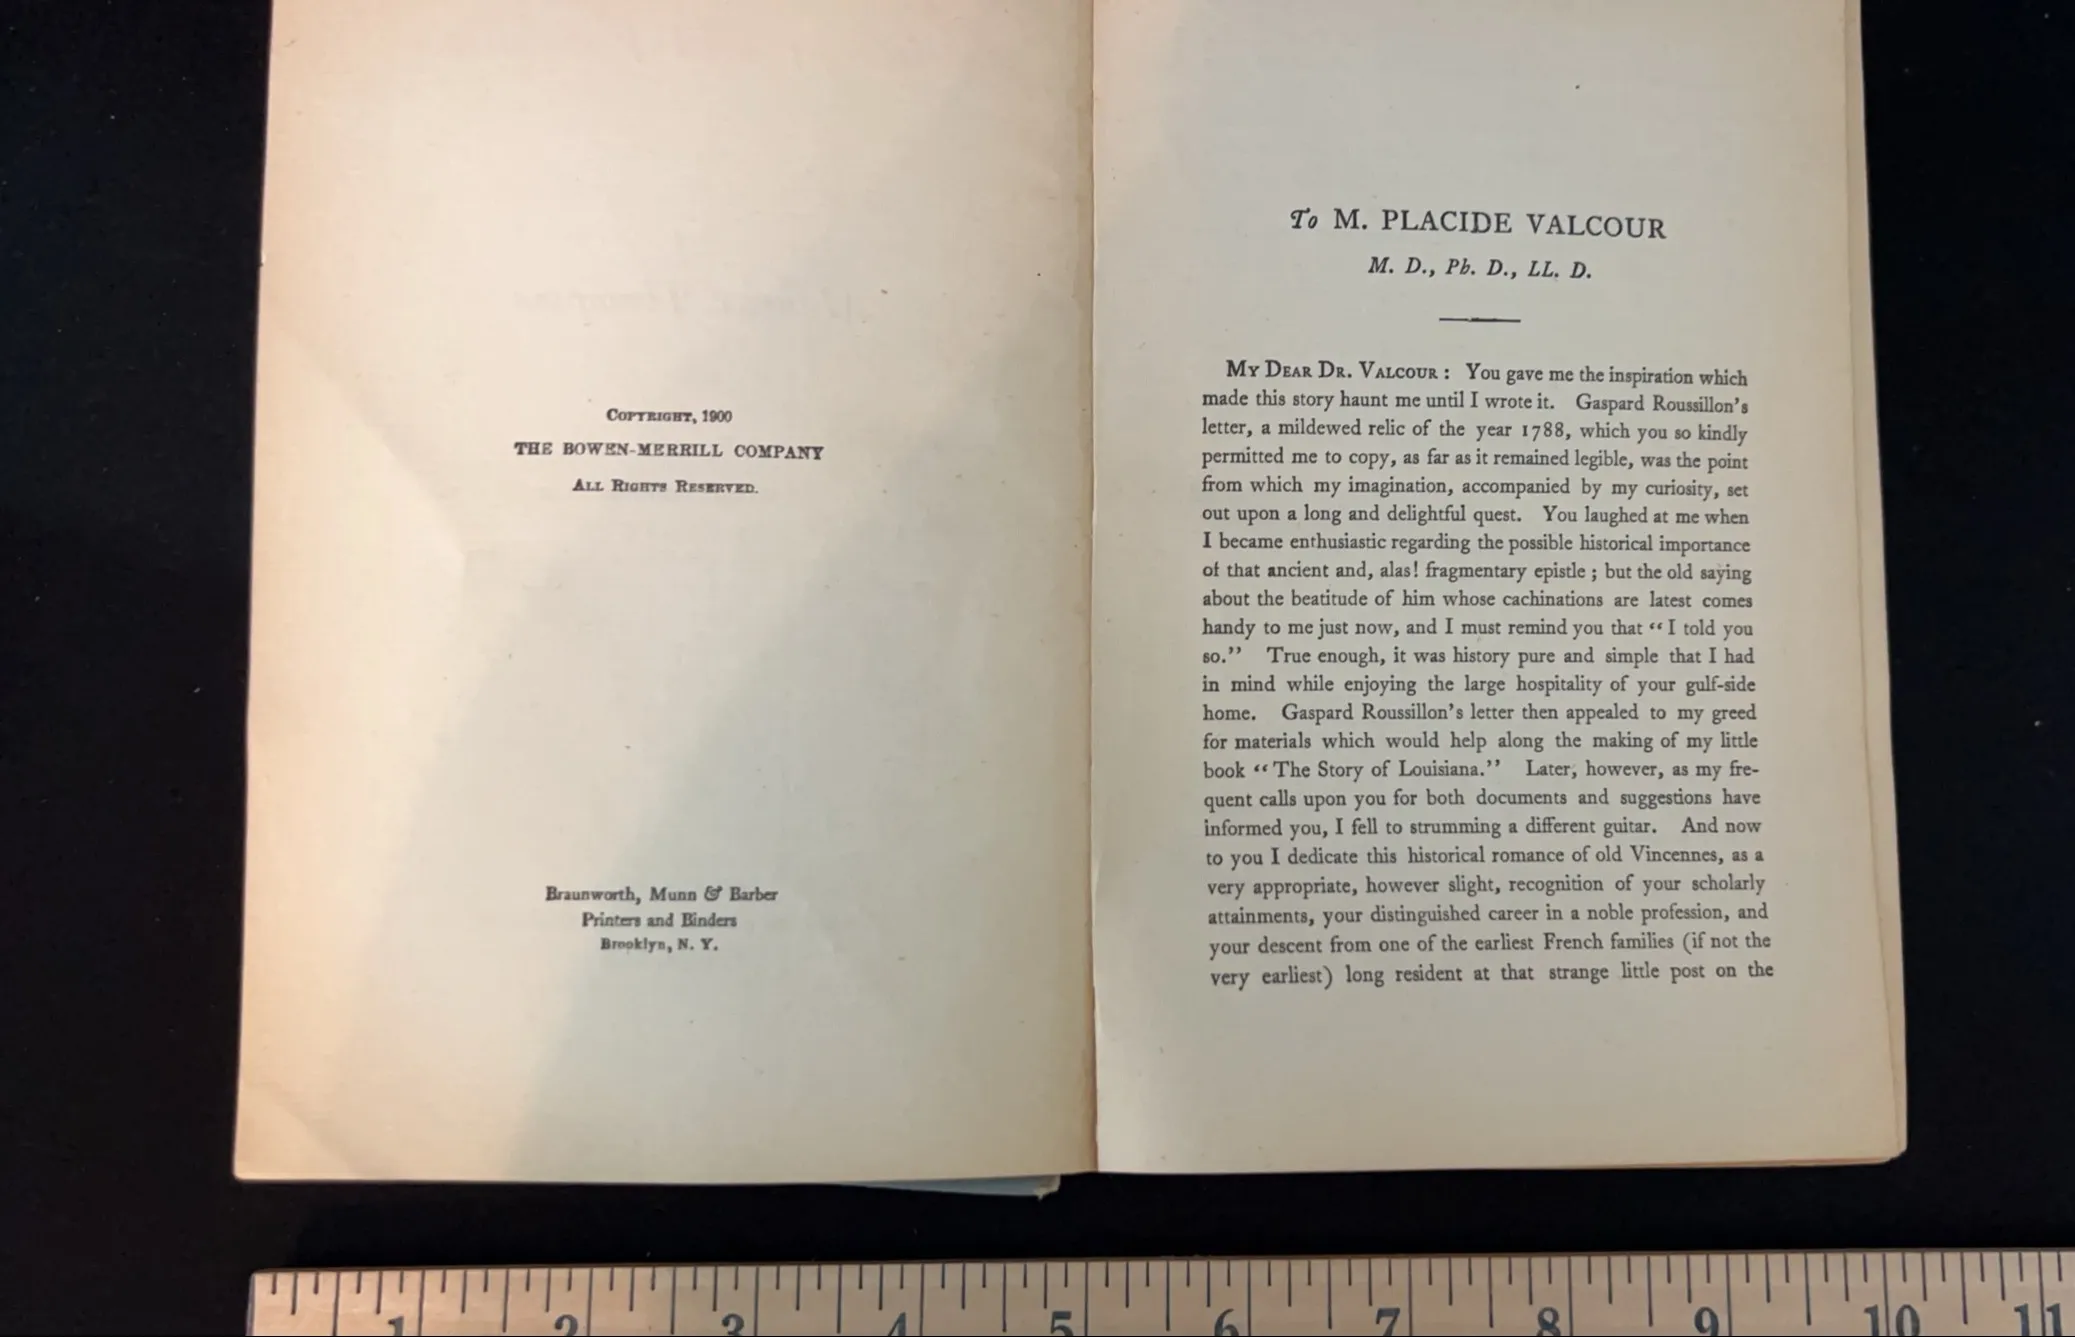 COPYRIGHT, 1900
THE BOWEN-MERRILL COMPANY
ALL RIGHTS RESERVED.
Braunworth, Munn & Barber
Printers and Binders
Brooklyn, N. Y.
To M. PLACIDE VALCOUR
M. D., Ph. D., LL. D.
MY DEAR DR. VALCOUR : You gave me the inspiration which
made this story haunt me until I wrote it. Gaspard Roussillon's
letter, a mildewed relic of the year 1788, which you so kindly
permitted me to copy, as far as it remained legible, was the point
from which my imagination, accompanied by my curiosity, set
out upon a long and delightful quest. You laughed at me when
I became enthusiastic regarding the possible historical importance
of that ancient and, alas! fragmentary epistle ; but the old saying
about the beatitude of him whose cachinations are latest comes
handy to me just now, and I must remind you that “ I told you
so.” True enough, it was history pure and simple that I had
in mind while enjoying the large hospitality of your gulf-side
home. Gaspard Roussillon's letter then appealed to my greed
for materials which would help along the making of my little
book “ The Story of Louisiana.” Later, however, as my fre-
quent calls upon you for both documents and suggestions have
informed you, I fell to strumming a different guitar. And now
to you I dedicate this historical romance of old Vincennes, as a
very appropriate, however slight, recognition of your scholarly
attainments, your distinguished career in a noble profession, and
your descent from one of the earliest French families (if not the
very earliest) long resident at that strange little post on the
1 2 3 4 5 6 7 8 9 10 11